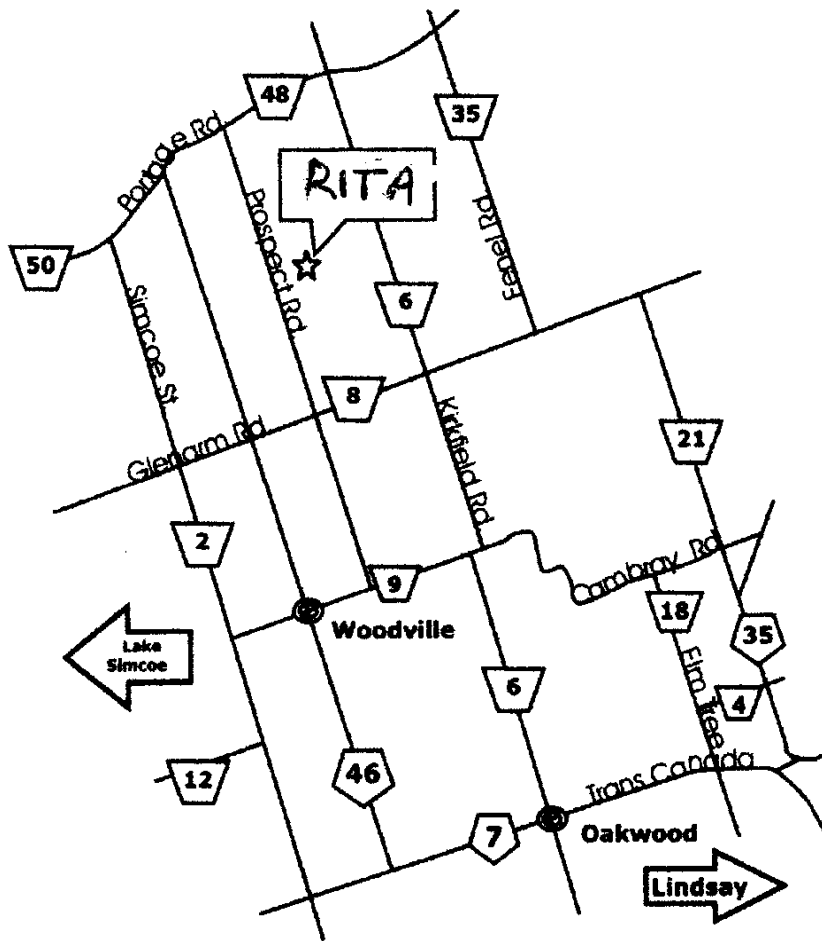 48
35
Portage Rd
RITA
50
Prospect Rd.
Fenel Rd
6
Simcoe St.
8
Glenarm Rd
Kirkfield Rd.
21
2
9
Cambray Rd
Woodville
18
35
Lake
Simcoe
6
Elm Tree
4
12
46
Trans Canada
7
Oakwood
Lindsay